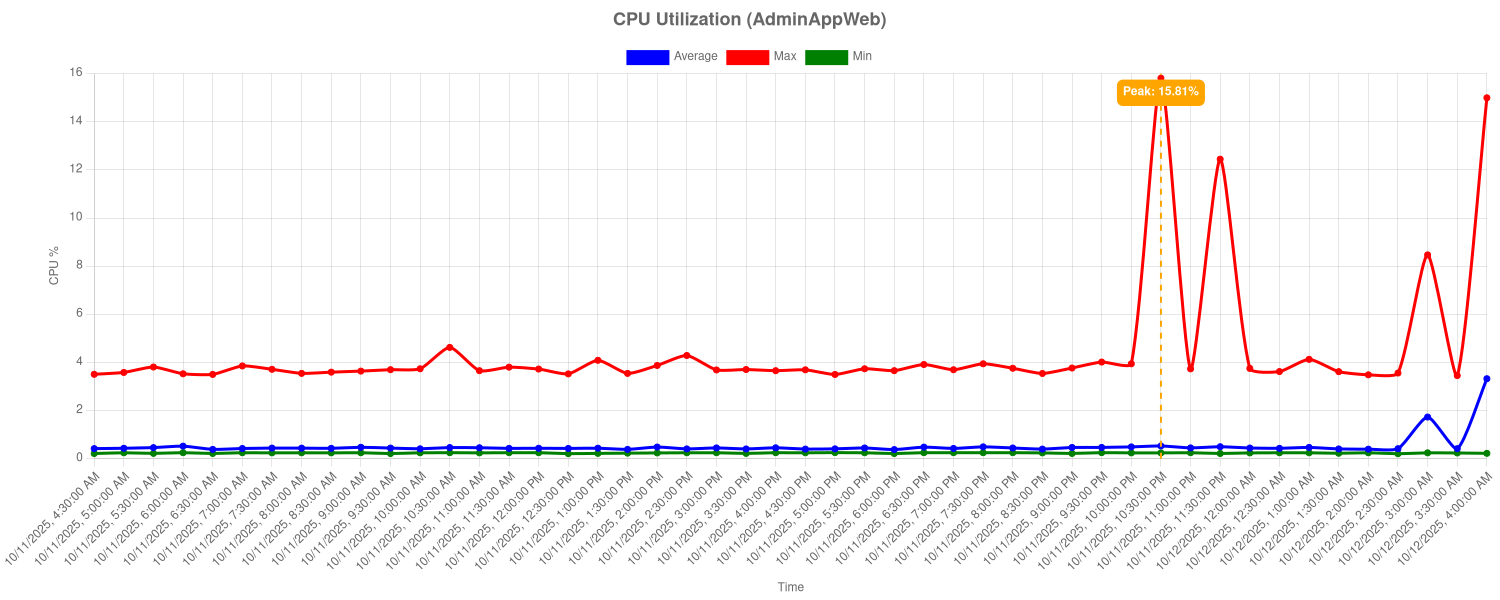 CPU Utilization (AdminAppWeb)
Average Max Min
Peak: 15.81%
16
14
12
10
8
6
4
2
0
CPU %
10/11/2025, 4:30:00 AM
10/11/2025, 5:00:00 AM
10/11/2025, 5:30:00 AM
10/11/2025, 6:00:00 AM
10/11/2025, 6:30:00 AM
10/11/2025, 7:00:00 AM
10/11/2025, 7:30:00 AM
10/11/2025, 8:00:00 AM
10/11/2025, 8:30:00 AM
10/11/2025, 9:00:00 AM
10/11/2025, 9:30:00 AM
10/11/2025, 10:00:00 AM
10/11/2025, 10:30:00 AM
10/11/2025, 11:00:00 AM
10/11/2025, 11:30:00 AM
10/11/2025, 12:00:00 PM
10/11/2025, 12:30:00 PM
10/11/2025, 1:00:00 PM
10/11/2025, 1:30:00 PM
10/11/2025, 2:00:00 PM
10/11/2025, 2:30:00 PM
10/11/2025, 3:00:00 PM
10/11/2025, 3:30:00 PM
10/11/2025, 4:00:00 PM
10/11/2025, 4:30:00 PM
10/11/2025, 5:00:00 PM
10/11/2025, 5:30:00 PM
10/11/2025, 6:00:00 PM
10/11/2025, 6:30:00 PM
10/11/2025, 7:00:00 PM
10/11/2025, 7:30:00 PM
10/11/2025, 8:00:00 PM
10/11/2025, 8:30:00 PM
10/11/2025, 9:00:00 PM
10/11/2025, 9:30:00 PM
10/11/2025, 10:00:00 PM
10/11/2025, 10:30:00 PM
10/11/2025, 11:00:00 PM
10/11/2025, 11:30:00 PM
10/12/2025, 12:00:00 AM
10/12/2025, 12:30:00 AM
10/12/2025, 1:00:00 AM
10/12/2025, 1:30:00 AM
10/12/2025, 2:00:00 AM
10/12/2025, 2:30:00 AM
10/12/2025, 3:00:00 AM
10/12/2025, 3:30:00 AM
10/12/2025, 4:00:00 AM
Time